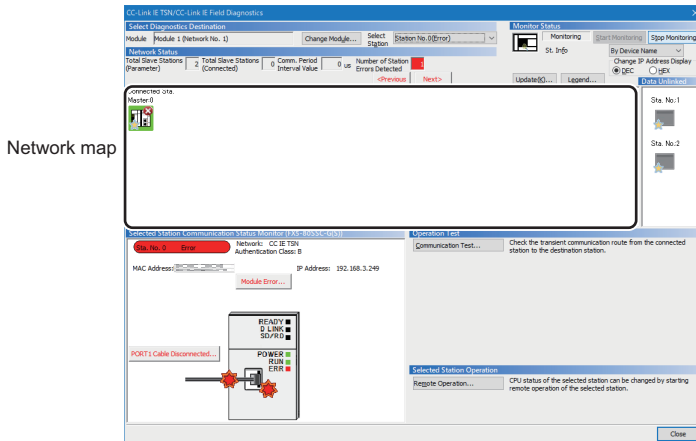 CC-Link IE TSN/CC-Link IE Field Diagnostics
Select Diagnostics Destination
Module Module 1 (Network No. 1)
Change Module...
Select Station
Station No.0(Error)
Monitor Status
Monitoring
Start Monitoring
Stop Monitoring
Network Status
Total Slave Stations (Parameter) 2
Total Slave Stations (Connected) 0
Comm. Period Interval Value 0 us
Number of Station Errors Detected 1
<Previous
Next>
St. Info
By Device Name
Change IP Address Display
DEC
HEX
Update(K)...
Legend...
Data Unlinked
Connected Sta.
Master:0
Sta. No.:1
Sta. No.:2
Network map
Selected Station Communication Status Monitor (FX5-80SSC-G(S))
Sta. No. 0 Error
Network: CC IE TSN
Authentication Class: B
MAC Address:
IP Address: 192.168.3.249
Module Error...
READY
D LINK
SD/RD
POWER
RUN
ERR
PORT1 Cable Disconnected...
Operation Test
Communication Test...
Check the transient communication route from the connected
station to the destination station.
Selected Station Operation
Remote Operation...
CPU status of the selected station can be changed by starting
remote operation of the selected station.
Close